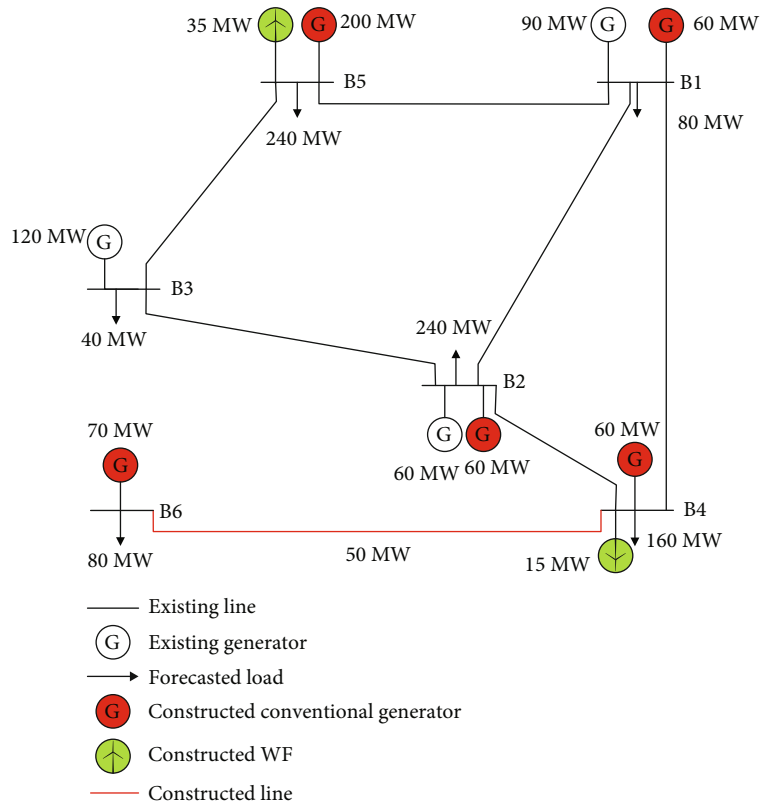 35 MW
200 MW
90 MW
60 MW
G
G
G
B5
B1
240 MW
80 MW
120 MW
G
B3
40 MW
240 MW
B2
70 MW
G
G
G
60 MW
60 MW
60 MW
G
B6
B4
80 MW
50 MW
15 MW
160 MW
Existing line
G
Existing generator
Forecasted load
G
Constructed conventional generator
Constructed WF
Constructed line